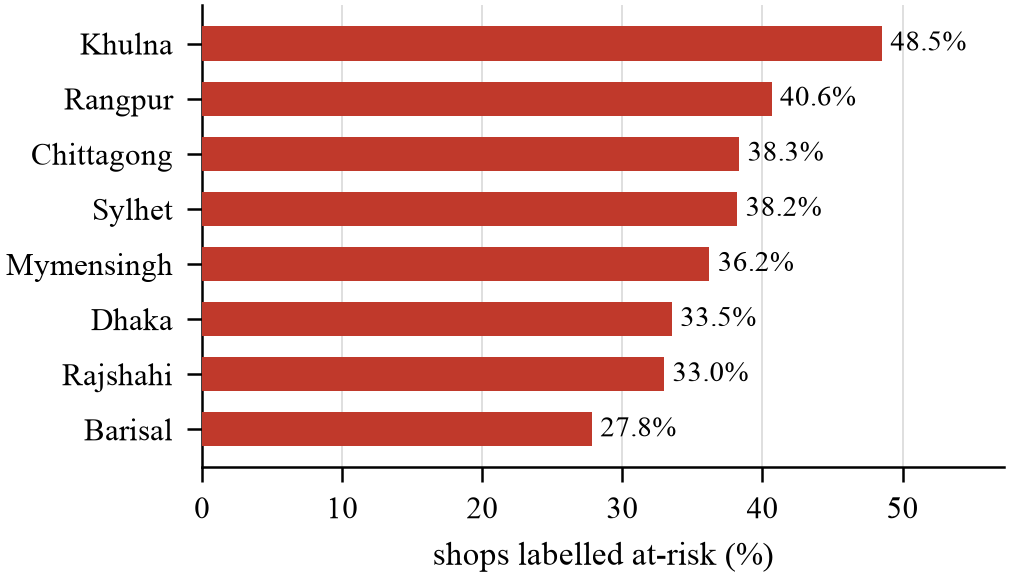 Khulna 48.5%
Rangpur 40.6%
Chittagong 38.3%
Sylhet 38.2%
Mymensingh 36.2%
Dhaka 33.5%
Rajshahi 33.0%
Barisal 27.8%
0 10 20 30 40 50
shops labelled at-risk (%)